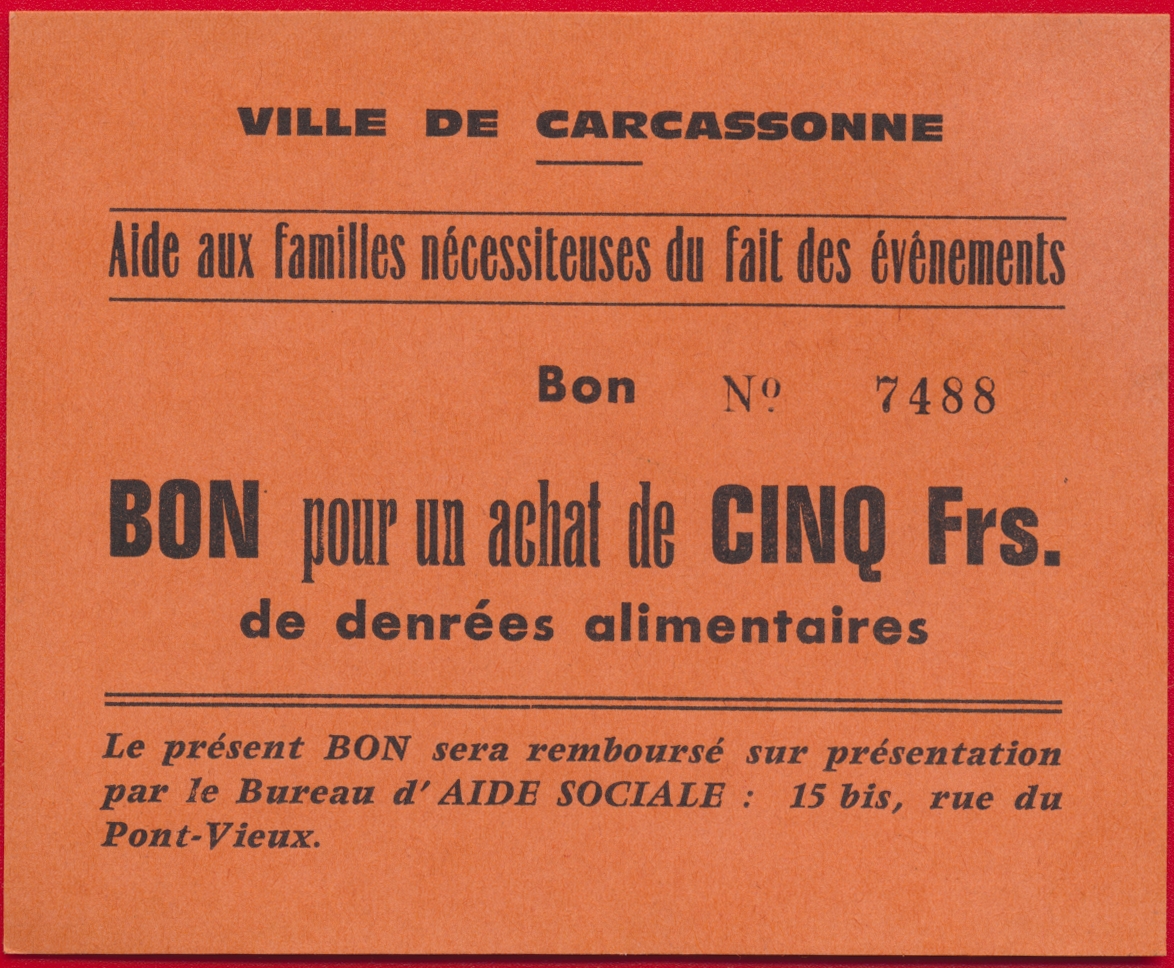 VILLE DE CARCASSONNE
Aide aux familles nécessiteuses du fait des événements
Bon Nº 7488
BON pour un achat de CINQ Frs.
de denrées alimentaires
Le présent BON sera remboursé sur présentation
par le Bureau d'AIDE SOCIALE : 15 bis, rue du
Pont-Vieux.